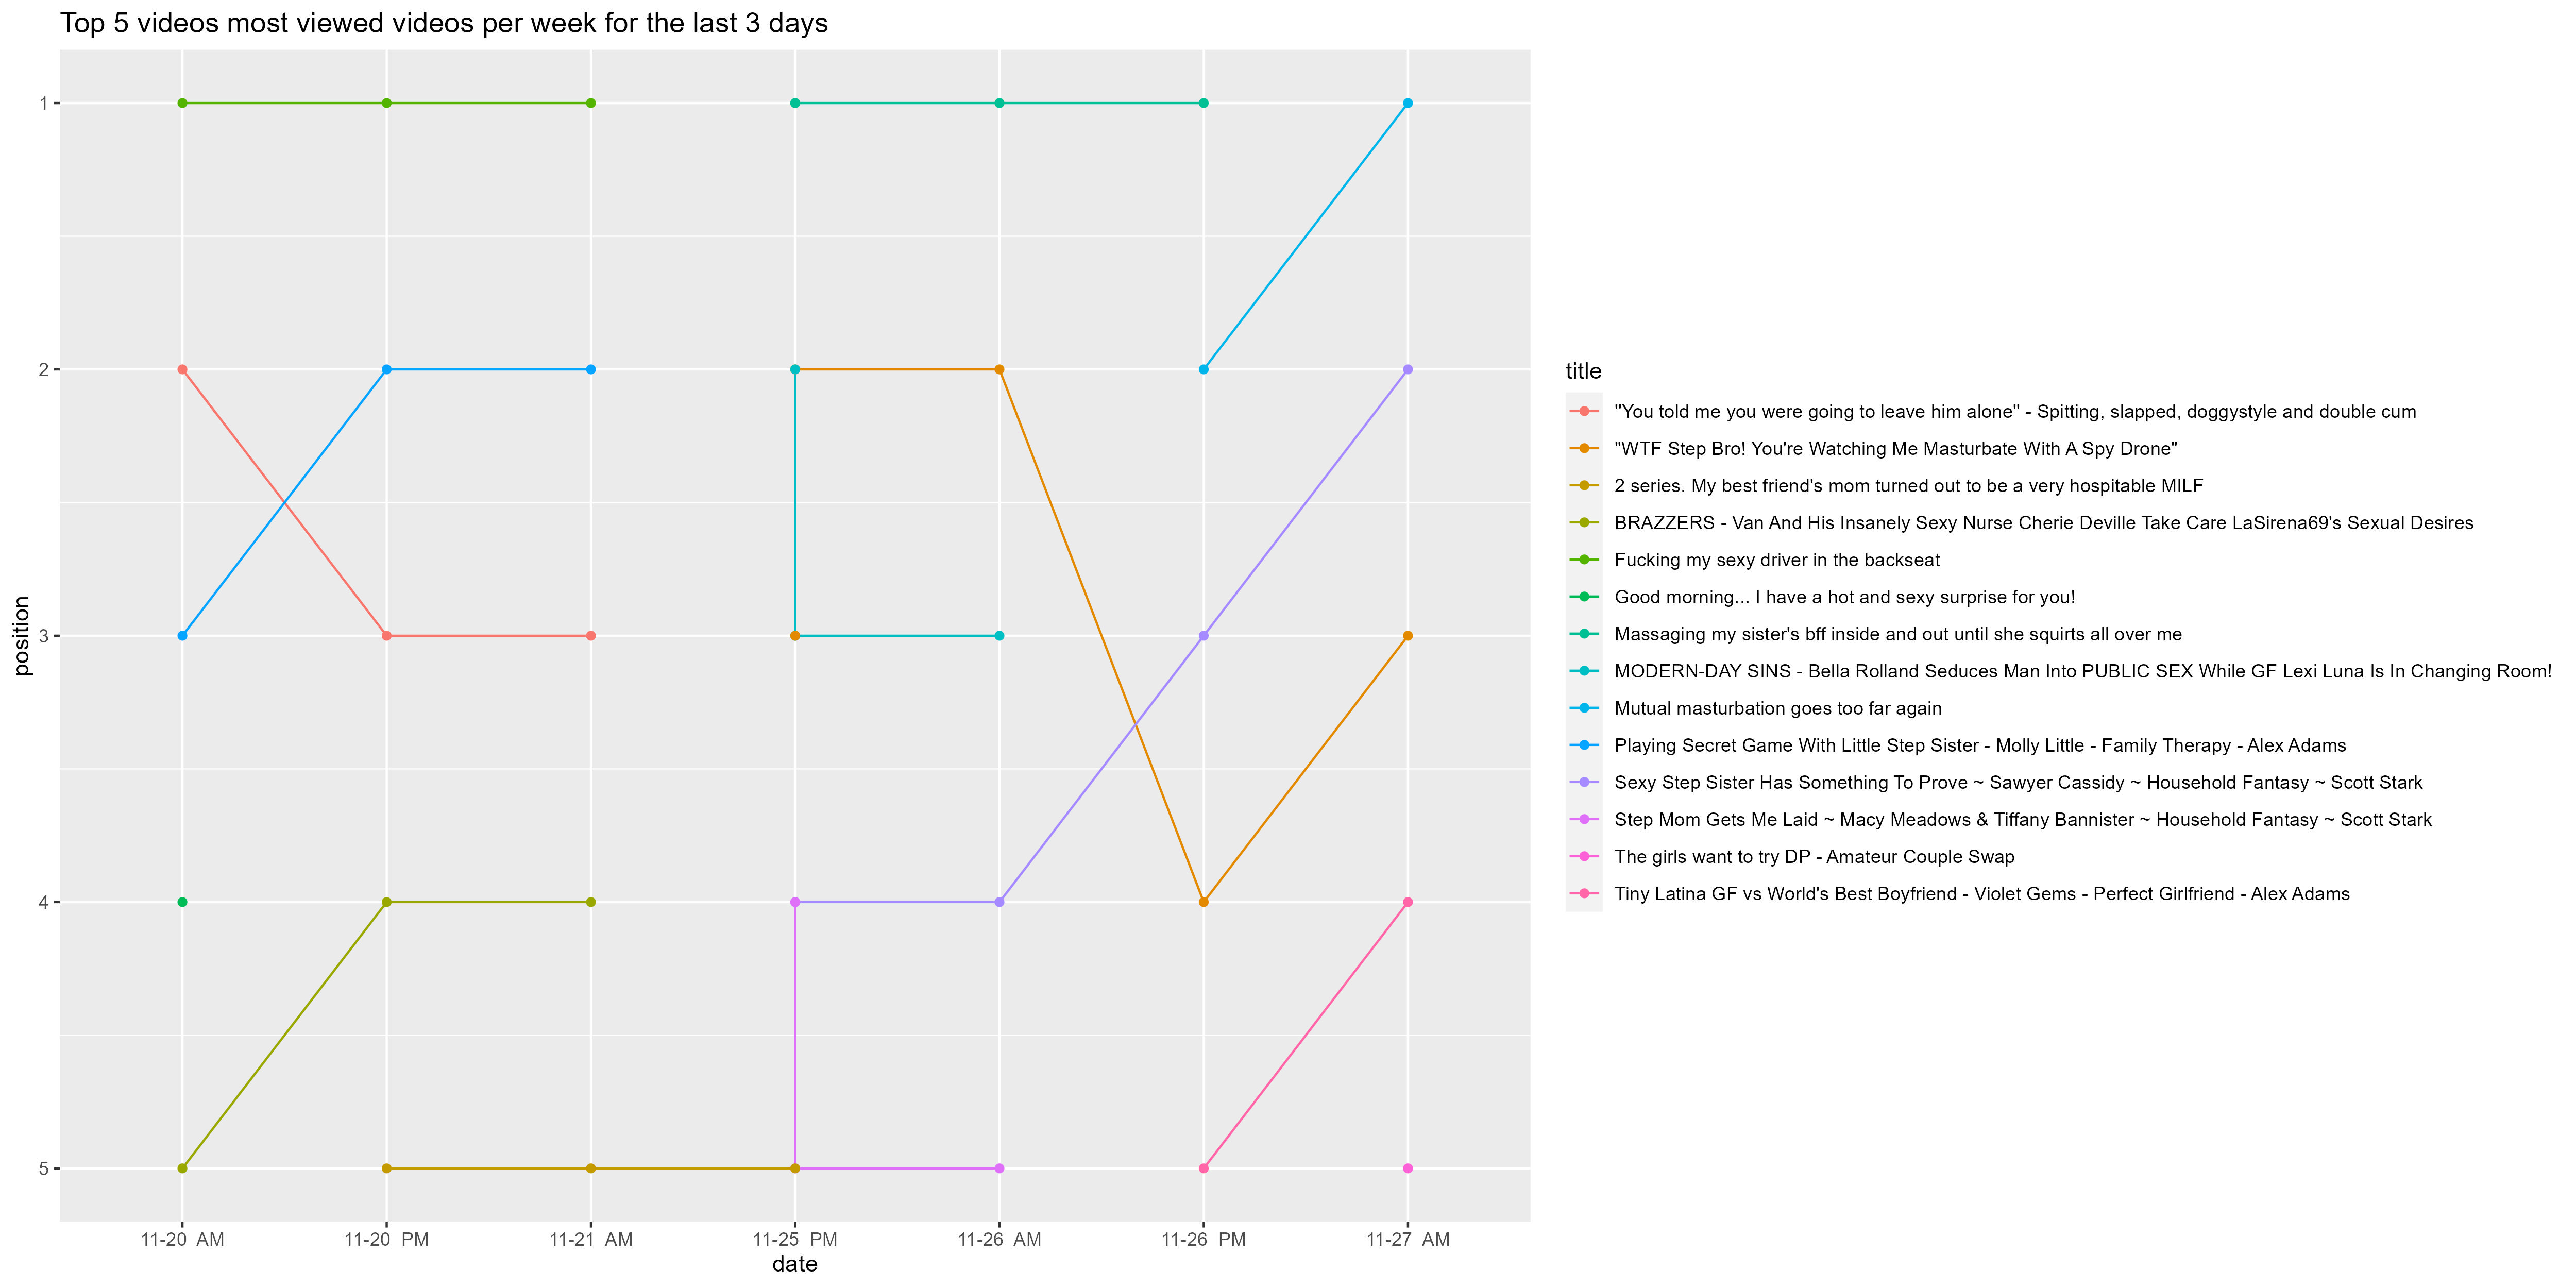 Top 5 videos most viewed videos per week for the last 3 days
1
2
3
4
5
position
11-20 AM
11-20 PM
11-21 AM
11-25 PM
11-26 AM
11-26 PM
11-27 AM
date
title
"You told me you were going to leave him alone" - Spitting, slapped, doggystyle and double cum
"WTF Step Bro! You're Watching Me Masturbate With A Spy Drone"
2 series. My best friend's mom turned out to be a very hospitable MILF
BRAZZERS - Van And His Insanely Sexy Nurse Cherie Deville Take Care LaSirena69's Sexual Desires
Fucking my sexy driver in the backseat
Good morning... I have a hot and sexy surprise for you!
Massaging my sister's bff inside and out until she squirts all over me
MODERN-DAY SINS - Bella Rolland Seduces Man Into PUBLIC SEX While GF Lexi Luna Is In Changing Room!
Mutual masturbation goes too far again
Playing Secret Game With Little Step Sister - Molly Little - Family Therapy - Alex Adams
Sexy Step Sister Has Something To Prove ~ Sawyer Cassidy ~ Household Fantasy ~ Scott Stark
Step Mom Gets Me Laid ~ Macy Meadows & Tiffany Bannister ~ Household Fantasy ~ Scott Stark
The girls want to try DP - Amateur Couple Swap
Tiny Latina GF vs World's Best Boyfriend - Violet Gems - Perfect Girlfriend - Alex Adams